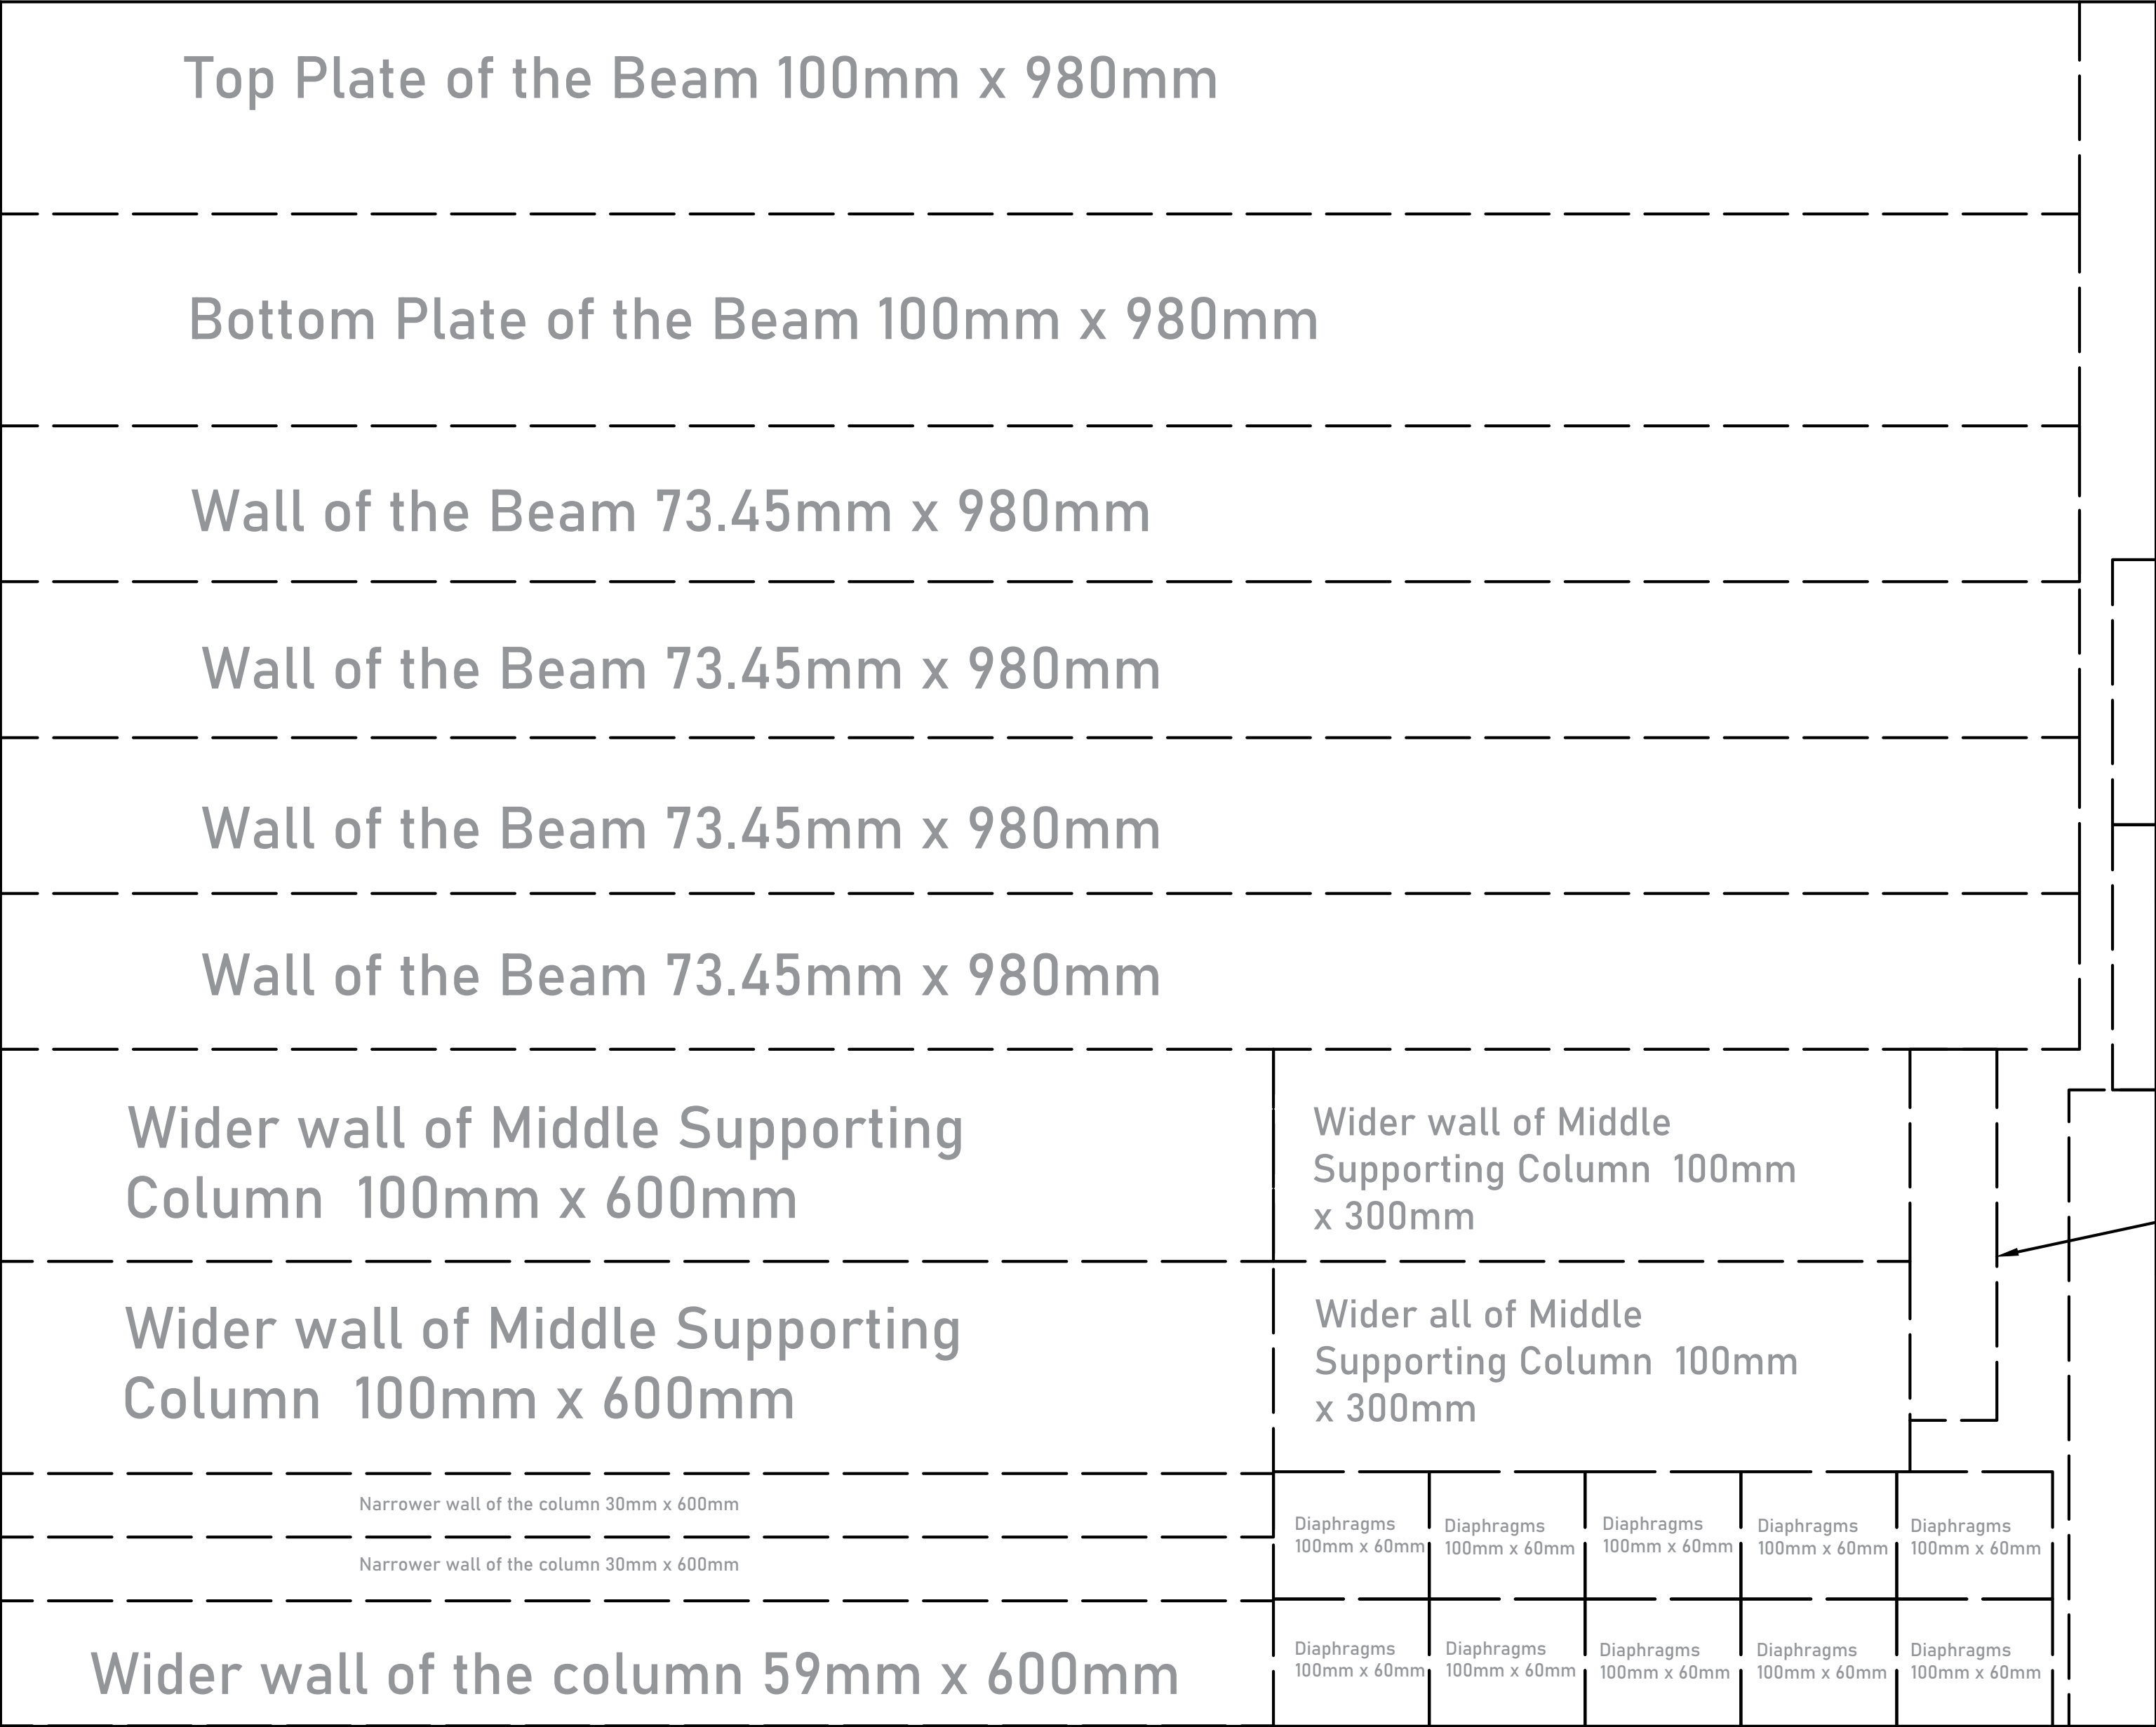 Top Plate of the Beam 100mm x 980mm
Bottom Plate of the Beam 100mm x 980mm
Wall of the Beam 73.45mm x 980mm
Wall of the Beam 73.45mm x 980mm
Wall of the Beam 73.45mm x 980mm
Wall of the Beam 73.45mm x 980mm
Wider wall of Middle Supporting
Column 100mm x 600mm
Wider wall of Middle
Supporting Column 100mm
x 300mm
Wider wall of Middle Supporting
Column 100mm x 600mm
Wider all of Middle
Supporting Column 100mm
x 300mm
Narrower wall of the column 30mm x 600mm
Narrower wall of the column 30mm x 600mm
Wider wall of the column 59mm x 600mm
Diaphragms
100mm x 60mm
Diaphragms
100mm x 60mm
Diaphragms
100mm x 60mm
Diaphragms
100mm x 60mm
Diaphragms
100mm x 60mm
Diaphragms
100mm x 60mm
Diaphragms
100mm x 60mm
Diaphragms
100mm x 60mm
Diaphragms
100mm x 60mm
Diaphragms
100mm x 60mm